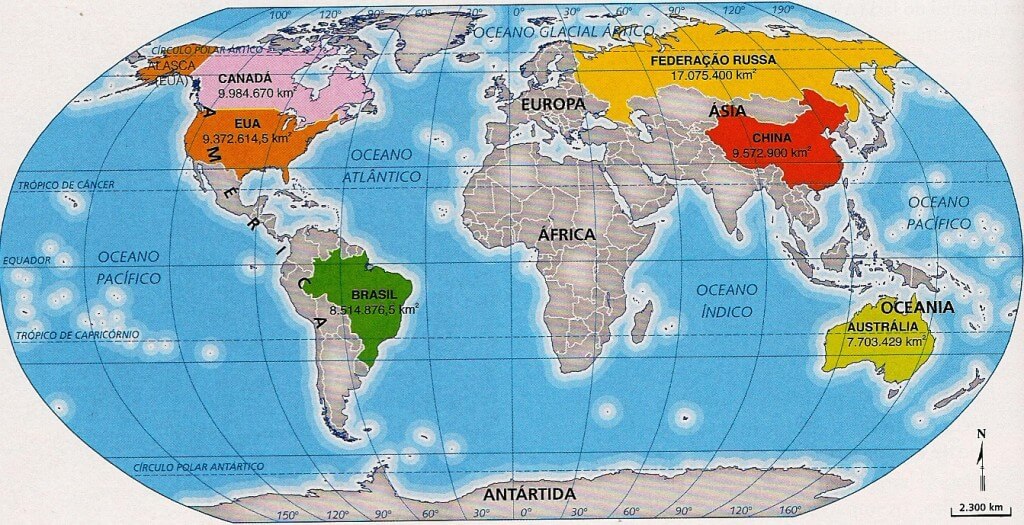 100° 90° 60° 30° 0° 30° 60° 90° 120°
OCEANO GLACIAL ÁRTICO
CÍRCULO POLAR ÁRTICO
ALASCA
(EUA)
CANADÁ
9.984.670 km²
FEDERAÇÃO RUSSA
17.075.400 km²
EUROPA
ÁSIA
EUA
9.372.614,5 km²
CHINA
9.572.900 km²
AMÉRICA
OCEANO
ATLÂNTICO
TRÓPICO DE CÂNCER
OCEANO
PACÍFICO
ÁFRICA
EQUADOR
OCEANO
PACÍFICO
BRASIL
8.514.876,5 km²
OCEANO
ÍNDICO
OCEANIA
AUSTRÁLIA
7.703.429 km²
TRÓPICO DE CAPRICÓRNIO
N
CÍRCULO POLAR ANTÁRTICO
ANTÁRTIDA
2.300 km
150° 120° 90° 60° 30° 0° 30° 60° 90° 120° 160°